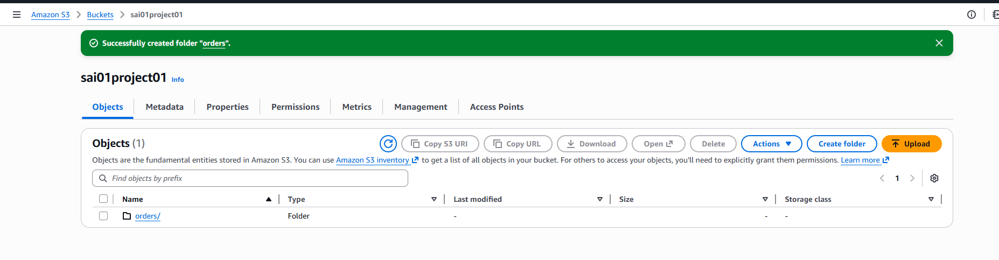 Amazon S3 > Buckets > sai01project01
Successfully created folder "orders".
sai01project01 Info
Objects Metadata Properties Permissions Metrics Management Access Points
Objects (1) Copy S3 URI Copy URL Download Open Delete Actions Create folder Upload
Objects are the fundamental entities stored in Amazon S3. You can use Amazon S3 inventory to get a list of all objects in your bucket. For others to access your objects, you'll need to explicitly grant them permissions. Learn more
Find objects by prefix 1
Name Type Last modified Size Storage class
orders/ Folder - - -